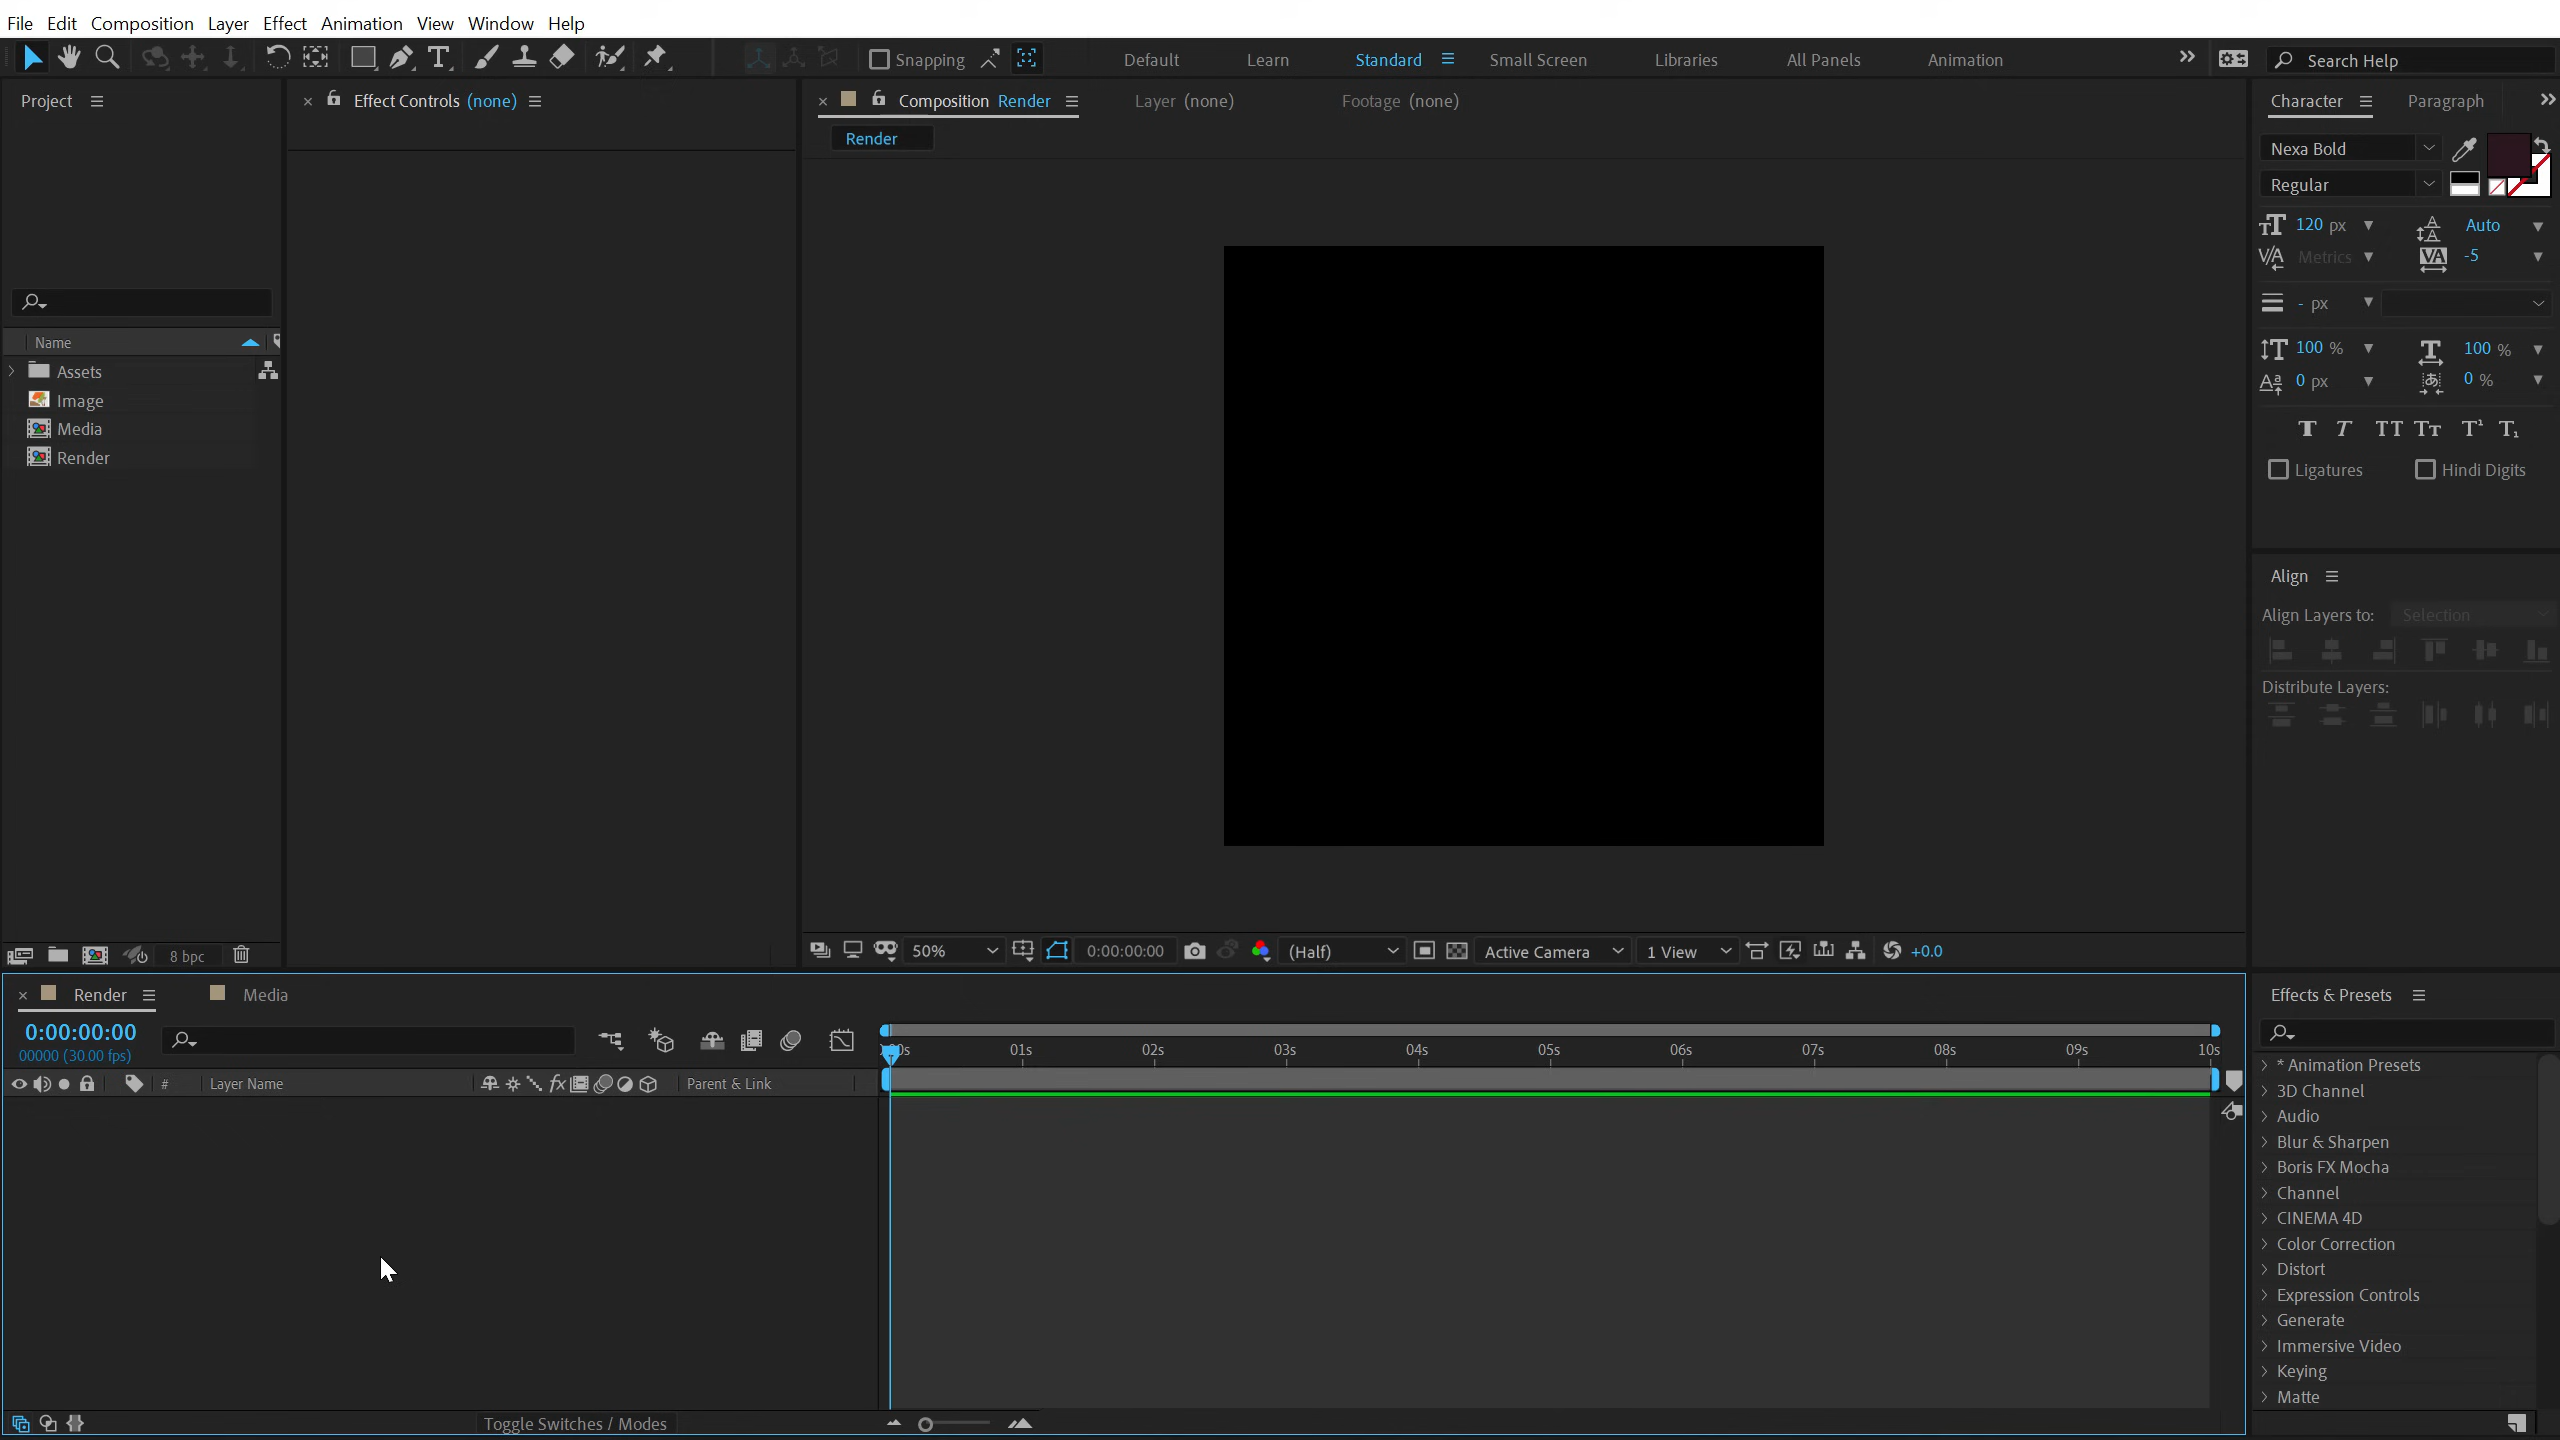 File Edit Composition Layer Effect Animation View Window Help
Snapping Default Learn Standard Small Screen Libraries All Panels Animation Search Help
Project
Effect Controls (none)
Composition Render Layer (none) Footage (none)
Render
Name
Assets
Image
Media
Render
8 bpc
50% 0:00:00:00 (Half) Active Camera 1 View +0.0
Character Paragraph
Nexa Bold
Regular
120 px Auto
Metrics -5
- px
100 % 100 %
0 px 0 %
Ligatures Hindi Digits
Align
Align Layers to: Selection
Distribute Layers:
Render Media
0:00:00:00
00000 (30.00 fps)
# Layer Name Parent & Link
01s 02s 03s 04s 05s 06s 07s 08s 09s 10s
Toggle Switches / Modes
Effects & Presets
* Animation Presets
3D Channel
Audio
Blur & Sharpen
Boris FX Mocha
Channel
CINEMA 4D
Color Correction
Distort
Expression Controls
Generate
Immersive Video
Keying
Matte